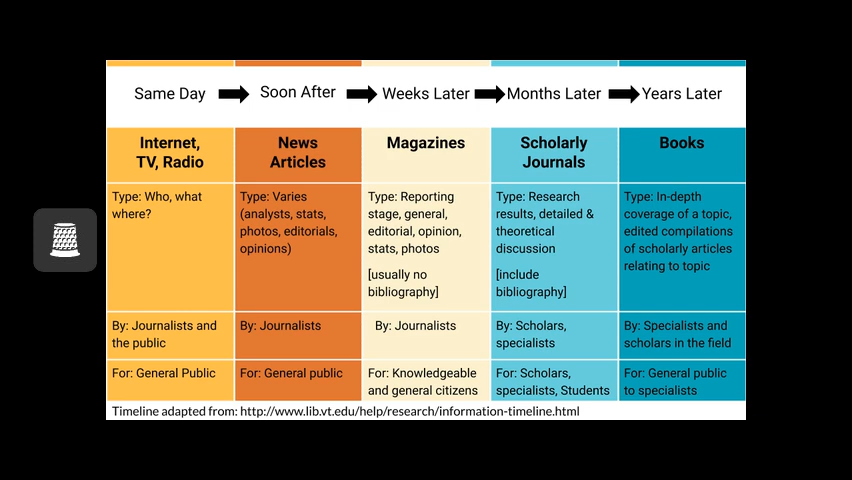 Same Day
Soon After
Weeks Later
Months Later
Years Later
Internet,
TV, Radio
News
Articles
Magazines
Scholarly
Journals
Books
Type: Who, what
where?
Type: Varies
(analysts, stats,
photos, editorials,
opinions)
Type: Reporting
stage, general,
editorial, opinion,
stats, photos
[usually no
bibliography]
Type: Research
results, detailed &
theoretical
discussion
[include
bibliography]
Type: In-depth
coverage of a topic,
edited compilations
of scholarly articles
relating to topic
By: Journalists and
the public
By: Journalists
By: Journalists
By: Scholars,
specialists
By: Specialists and
scholars in the field
For: General Public
For: General public
For: Knowledgeable
and general citizens
For: Scholars,
specialists, Students
For: General public
to specialists
Timeline adapted from: http://www.lib.vt.edu/help/research/information-timeline.html